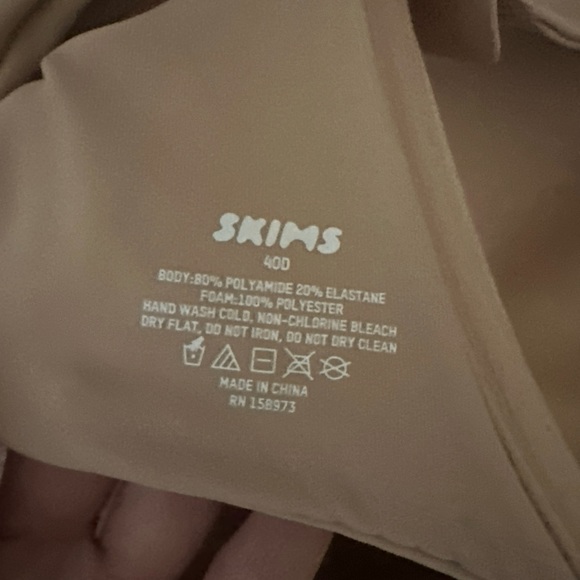 SKIMS
40D
BODY:80% POLYAMIDE 20% ELASTANE
FOAM:100% POLYESTER
HAND WASH COLD, NON-CHLORINE BLEACH
DRY FLAT, DO NOT IRON, DO NOT DRY CLEAN
MADE IN CHINA
RN 158973